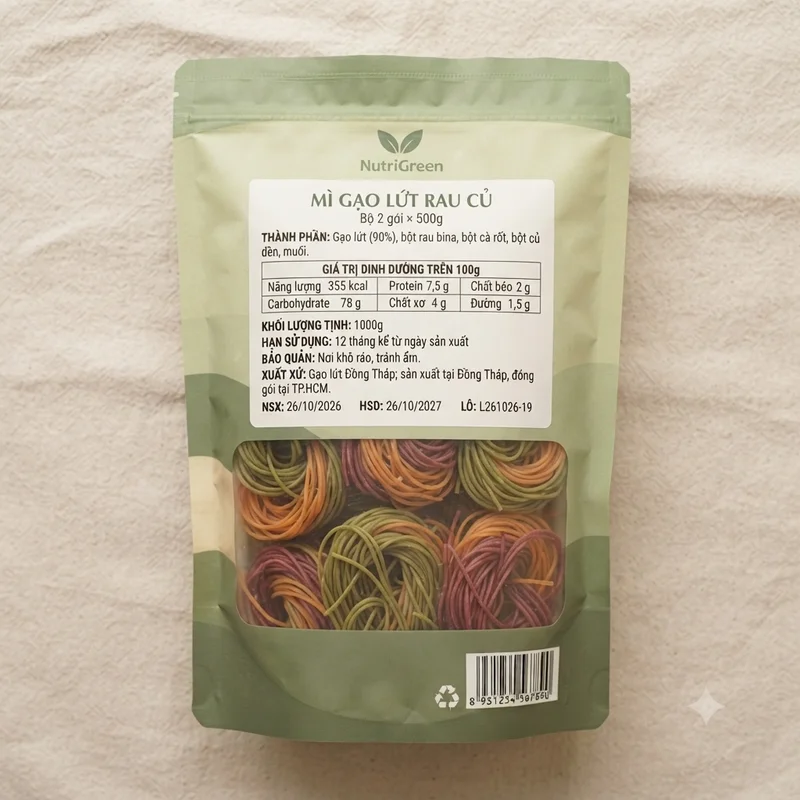 NutriGreen
MÌ GẠO LỨT RAU CỦ
Bộ 2 gói × 500g
THÀNH PHẦN: Gạo lứt (90%), bột rau bina, bột cà rốt, bột củ
dền, muối.
GIÁ TRỊ DINH DƯỠNG TRÊN 100g
Năng lượng 355 kcal Protein 7,5 g Chất béo 2 g
Carbohydrate 78 g Chất xơ 4 g Đường 1,5 g
KHỐI LƯỢNG TỊNH: 1000g
HẠN SỬ DỤNG: 12 tháng kể từ ngày sản xuất
BẢO QUẢN: Nơi khô ráo, tránh ẩm.
XUẤT XỨ: Gạo lứt Đồng Tháp; sản xuất tại Đồng Tháp, đóng
gói tại TP.HCM.
NSX: 26/10/2026 HSD: 26/10/2027 LÔ: L261026-19